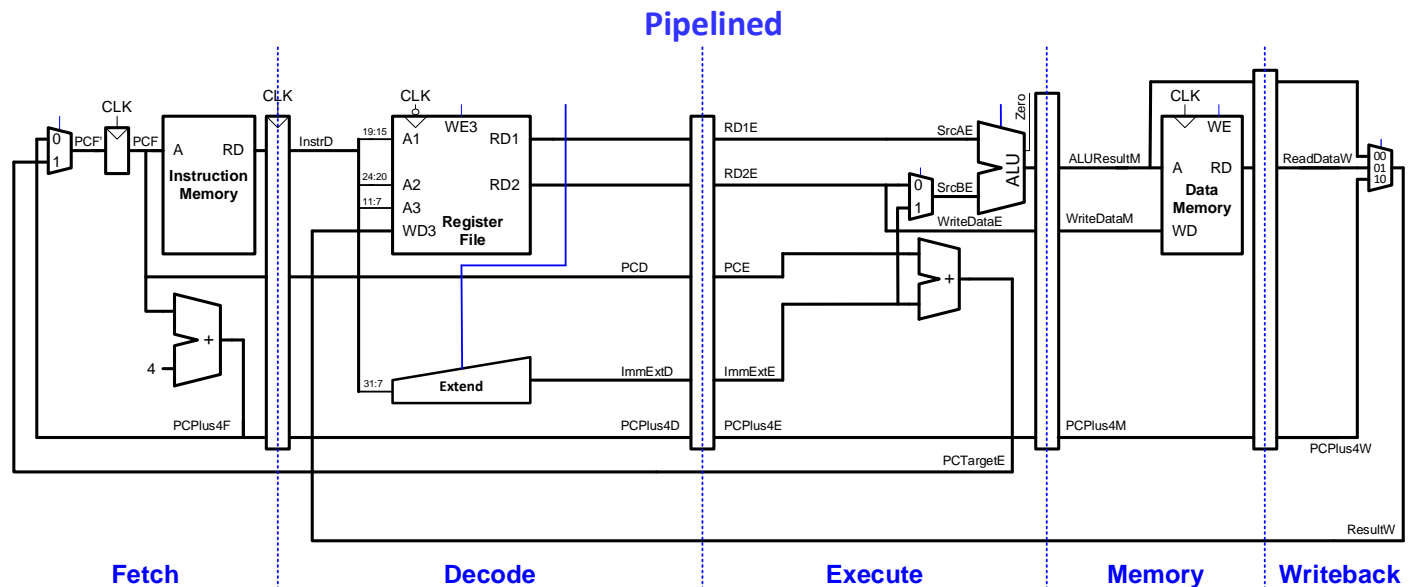 Pipelined
CLK
CLK
CLK
CLK
Zero
0
1
PCF'
PCF
A
RD
Instruction
Memory
InstrD
19:15
A1
WE3
RD1
24:20
A2
RD2
11:7
A3
WD3
Register
File
RD1E
RD2E
SrcAE
0
1
SrcBE
WriteDataE
ALU
ALUResultM
WriteDataM
WE
A
RD
Data
Memory
WD
ReadDataW
00
01
10
PCD
PCE
+
4
+
31:7
Extend
ImmExtD
ImmExtE
PCPlus4F
PCPlus4D
PCPlus4E
PCPlus4M
PCPlus4W
PCTargetE
ResultW
Fetch
Decode
Execute
Memory
Writeback